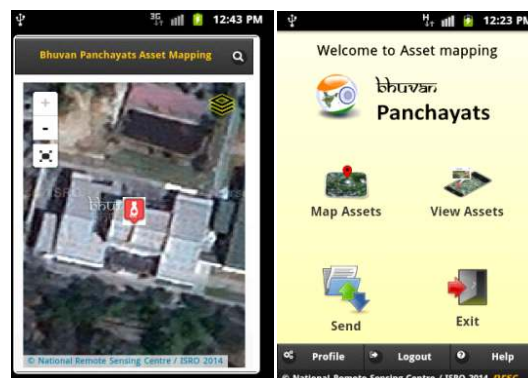 3G 12:43 PM
Bhuvan Panchayats Asset Mapping
+
-
bhuvan
© National Remote Sensing Centre / ISRO 2014
H 12:23 PM
Welcome to Asset mapping
bhuvan
Panchayats
Map Assets
View Assets
Send
Exit
Profile
Logout
Help
© National Remote Sensing Centre / ISRO 2014